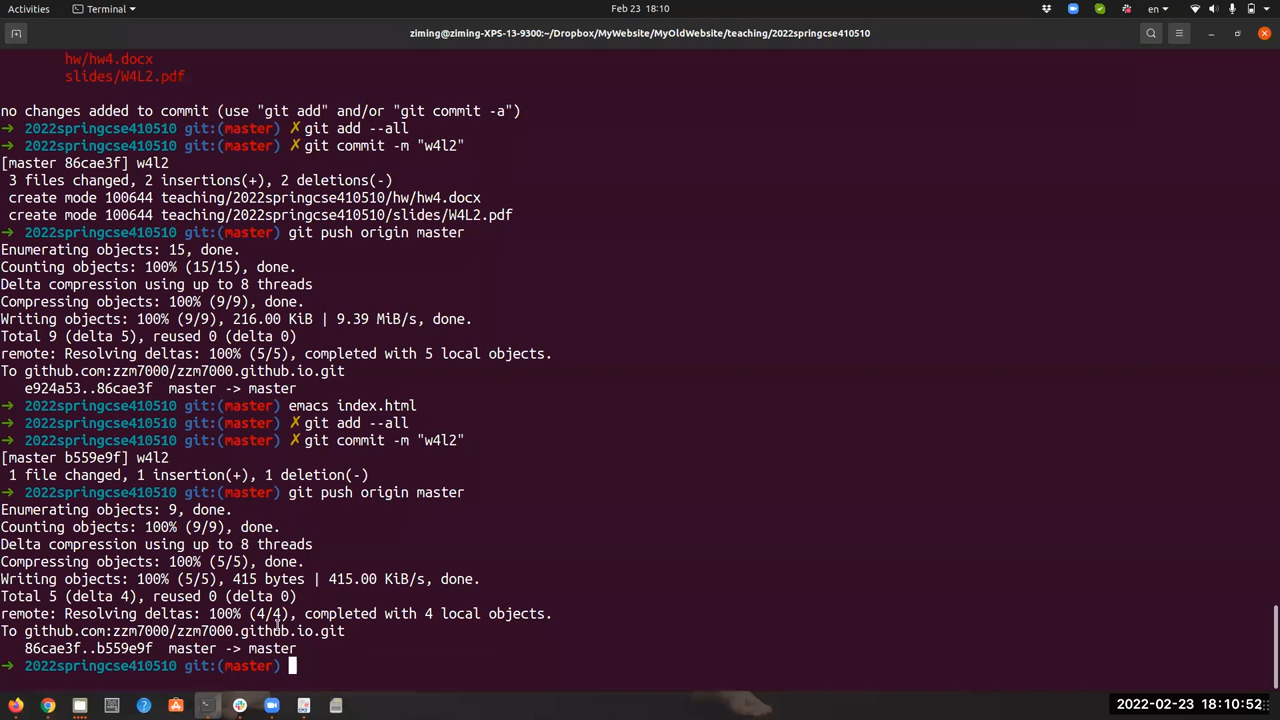 Activities
Terminal
Feb 23 18:10
en
ziming@ziming-XPS-13-9300:~/Dropbox/MyWebsite/MyOldWebsite/teaching/2022springcse410510
hw/hw4.docx
slides/W4L2.pdf
no changes added to commit (use "git add" and/or "git commit -a")
→ 2022springcse410510 git:(master) ✗ git add --all
→ 2022springcse410510 git:(master) ✗ git commit -m "w4l2"
[master 86cae3f] w4l2
3 files changed, 2 insertions(+), 2 deletions(-)
create mode 100644 teaching/2022springcse410510/hw/hw4.docx
create mode 100644 teaching/2022springcse410510/slides/W4L2.pdf
→ 2022springcse410510 git:(master) git push origin master
Enumerating objects: 15, done.
Counting objects: 100% (15/15), done.
Delta compression using up to 8 threads
Compressing objects: 100% (9/9), done.
Writing objects: 100% (9/9), 216.00 KiB | 9.39 MiB/s, done.
Total 9 (delta 5), reused 0 (delta 0)
remote: Resolving deltas: 100% (5/5), completed with 5 local objects.
To github.com:zzm7000/zzm7000.github.io.git
e924a53..86cae3f master -> master
→ 2022springcse410510 git:(master) emacs index.html
→ 2022springcse410510 git:(master) ✗ git add --all
→ 2022springcse410510 git:(master) ✗ git commit -m "w4l2"
[master b559e9f] w4l2
1 file changed, 1 insertion(+), 1 deletion(-)
→ 2022springcse410510 git:(master) git push origin master
Enumerating objects: 9, done.
Counting objects: 100% (9/9), done.
Delta compression using up to 8 threads
Compressing objects: 100% (5/5), done.
Writing objects: 100% (5/5), 415 bytes | 415.00 KiB/s, done.
Total 5 (delta 4), reused 0 (delta 0)
remote: Resolving deltas: 100% (4/4), completed with 4 local objects.
To github.com:zzm7000/zzm7000.github.io.git
86cae3f..b559e9f master -> master
→ 2022springcse410510 git:(master)
2022-02-23 18:10:52